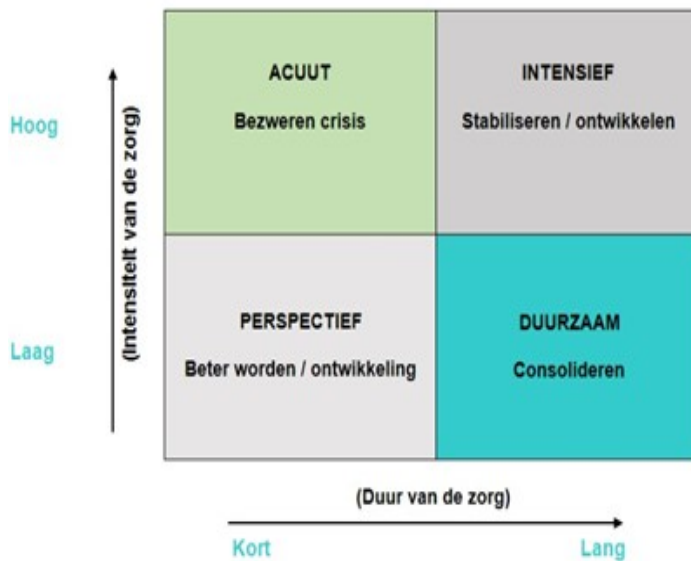 ACUUT
Bezweren crisis
INTENSIEF
Stabiliseren / ontwikkelen
Hoog
(Intensiteit van de zorg)
Laag
PERSPECTIEF
Beter worden / ontwikkeling
DUURZAAM
Consolideren
(Duur van de zorg)
Kort
Lang